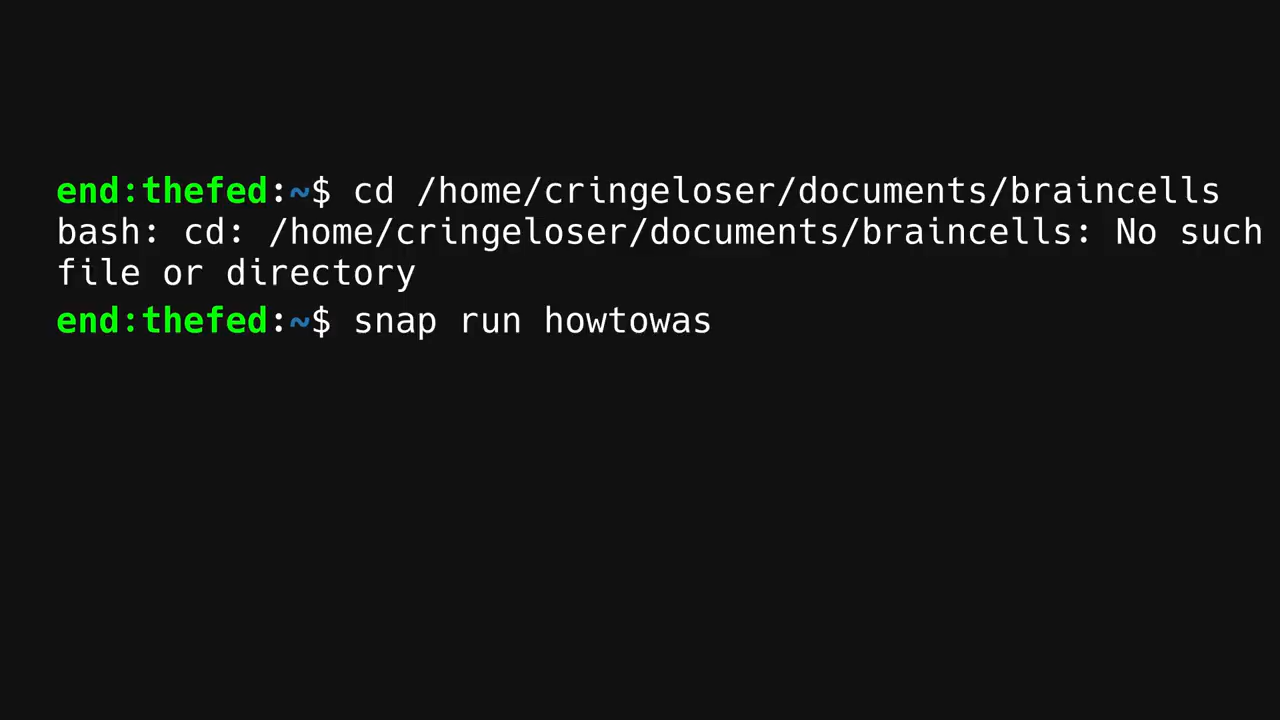 end:thefed:~$ cd /home/cringeloser/documents/braincells
bash: cd: /home/cringeloser/documents/braincells: No such
file or directory
end:thefed:~$ snap run howtowas